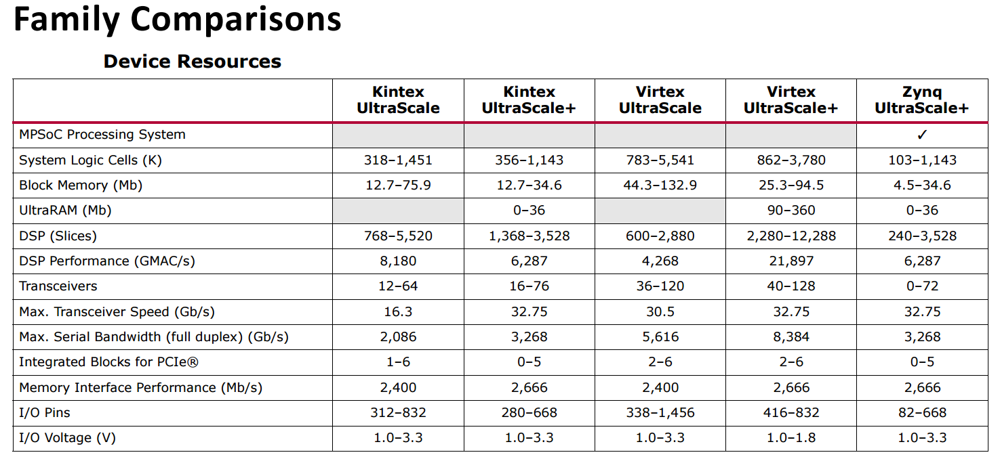 Family Comparisons
Device Resources
Kintex UltraScale Kintex UltraScale+ Virtex UltraScale Virtex UltraScale+ Zynq UltraScale+
MPSoC Processing System ✓
System Logic Cells (K) 318–1,451 356–1,143 783–5,541 862–3,780 103–1,143
Block Memory (Mb) 12.7–75.9 12.7–34.6 44.3–132.9 25.3–94.5 4.5–34.6
UltraRAM (Mb) 0–36 90–360 0–36
DSP (Slices) 768–5,520 1,368–3,528 600–2,880 2,280–12,288 240–3,528
DSP Performance (GMAC/s) 8,180 6,287 4,268 21,897 6,287
Transceivers 12–64 16–76 36–120 40–128 0–72
Max. Transceiver Speed (Gb/s) 16.3 32.75 30.5 32.75 32.75
Max. Serial Bandwidth (full duplex) (Gb/s) 2,086 3,268 5,616 8,384 3,268
Integrated Blocks for PCIe® 1–6 0–5 2–6 2–6 0–5
Memory Interface Performance (Mb/s) 2,400 2,666 2,400 2,666 2,666
I/O Pins 312–832 280–668 338–1,456 416–832 82–668
I/O Voltage (V) 1.0–3.3 1.0–3.3 1.0–3.3 1.0–1.8 1.0–3.3